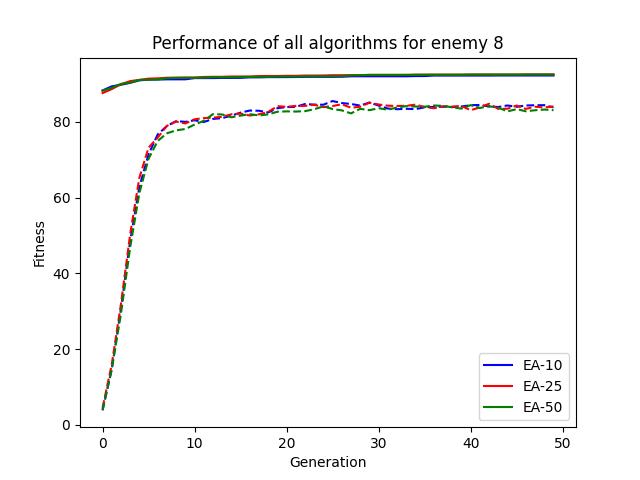 Performance of all algorithms for enemy 8
Fitness
80
60
40
20
0
0 10 20 30 40 50
Generation
EA-10
EA-25
EA-50